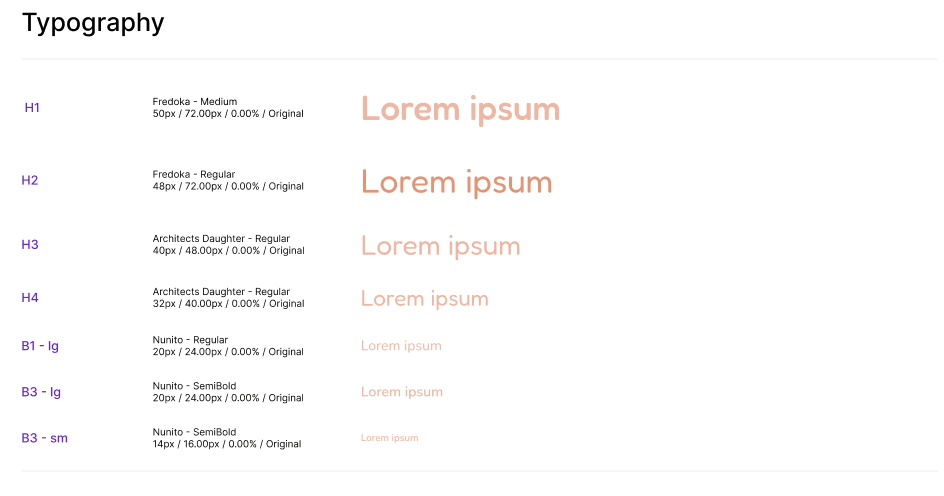 Typography
H1
Fredoka - Medium
50px / 72.00px / 0.00% / Original
Lorem ipsum
H2
Fredoka - Regular
48px / 72.00px / 0.00% / Original
Lorem ipsum
H3
Architects Daughter - Regular
40px / 48.00px / 0.00% / Original
Lorem ipsum
H4
Architects Daughter - Regular
32px / 40.00px / 0.00% / Original
Lorem ipsum
B1 - lg
Nunito - Regular
20px / 24.00px / 0.00% / Original
Lorem ipsum
B3 - lg
Nunito - SemiBold
20px / 24.00px / 0.00% / Original
Lorem ipsum
B3 - sm
Nunito - SemiBold
14px / 16.00px / 0.00% / Original
Lorem ipsum